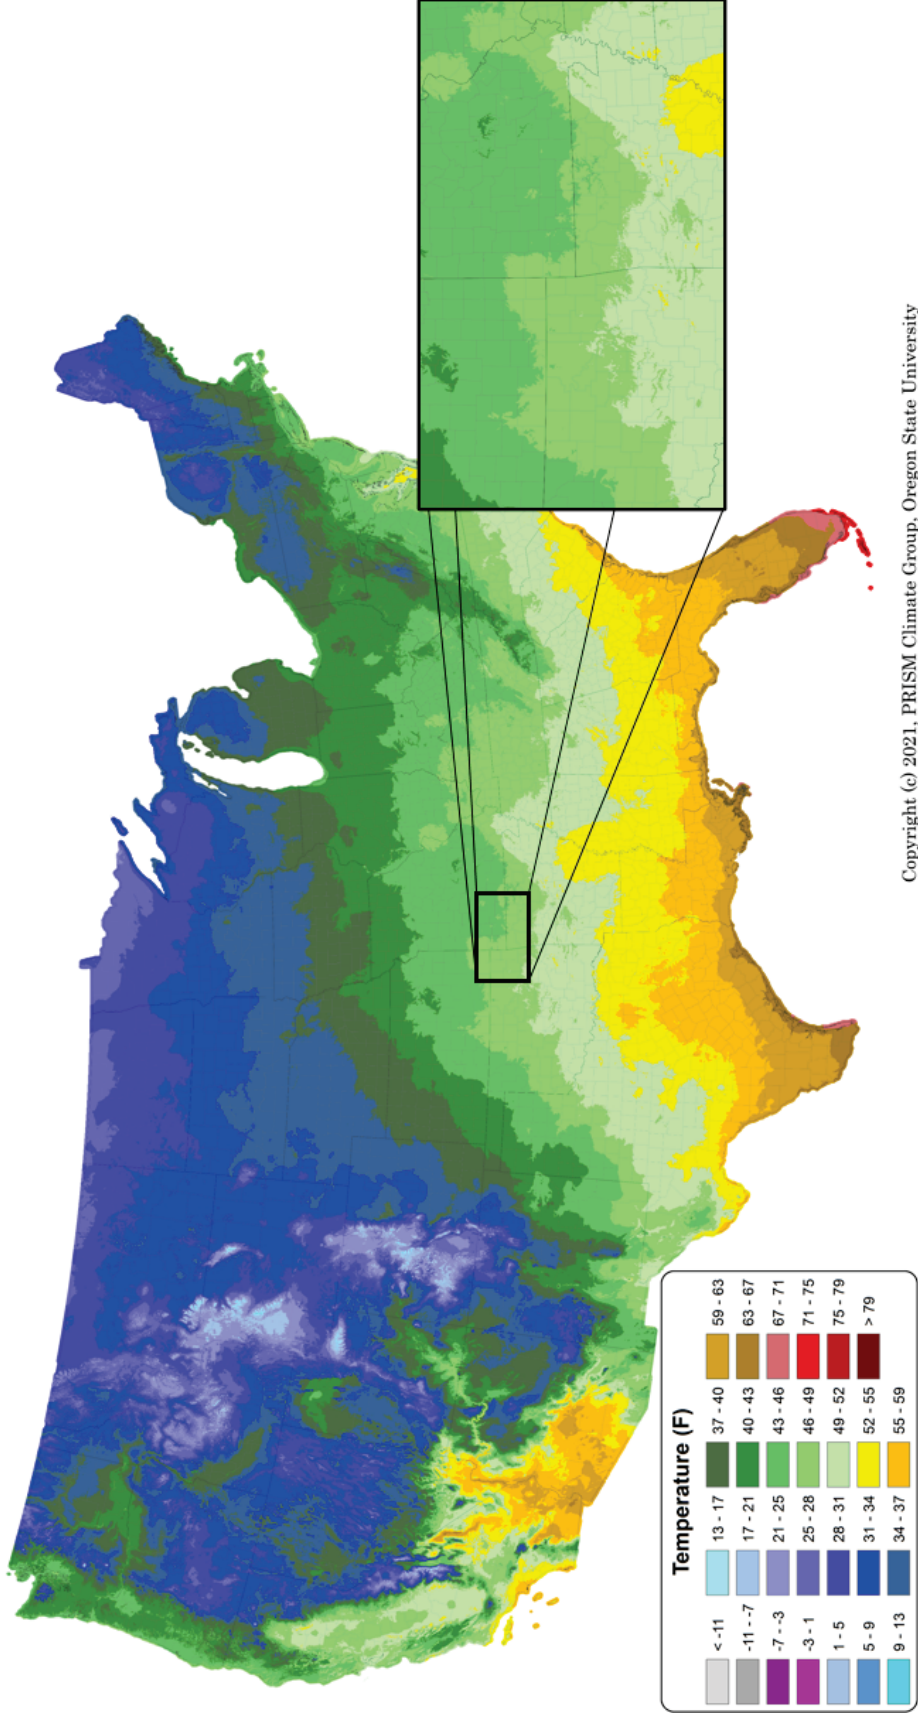 Temperature (F)
< -11 13 - 17 37 - 40 59 - 63
-11 - -7 17 - 21 40 - 43 63 - 67
-7 - -3 21 - 25 43 - 46 67 - 71
-3 - 1 25 - 28 46 - 49 71 - 75
1 - 5 28 - 31 49 - 52 75 - 79
5 - 9 31 - 34 52 - 55 > 79
9 - 13 34 - 37 55 - 59
Copyright (c) 2021, PRISM Climate Group, Oregon State University